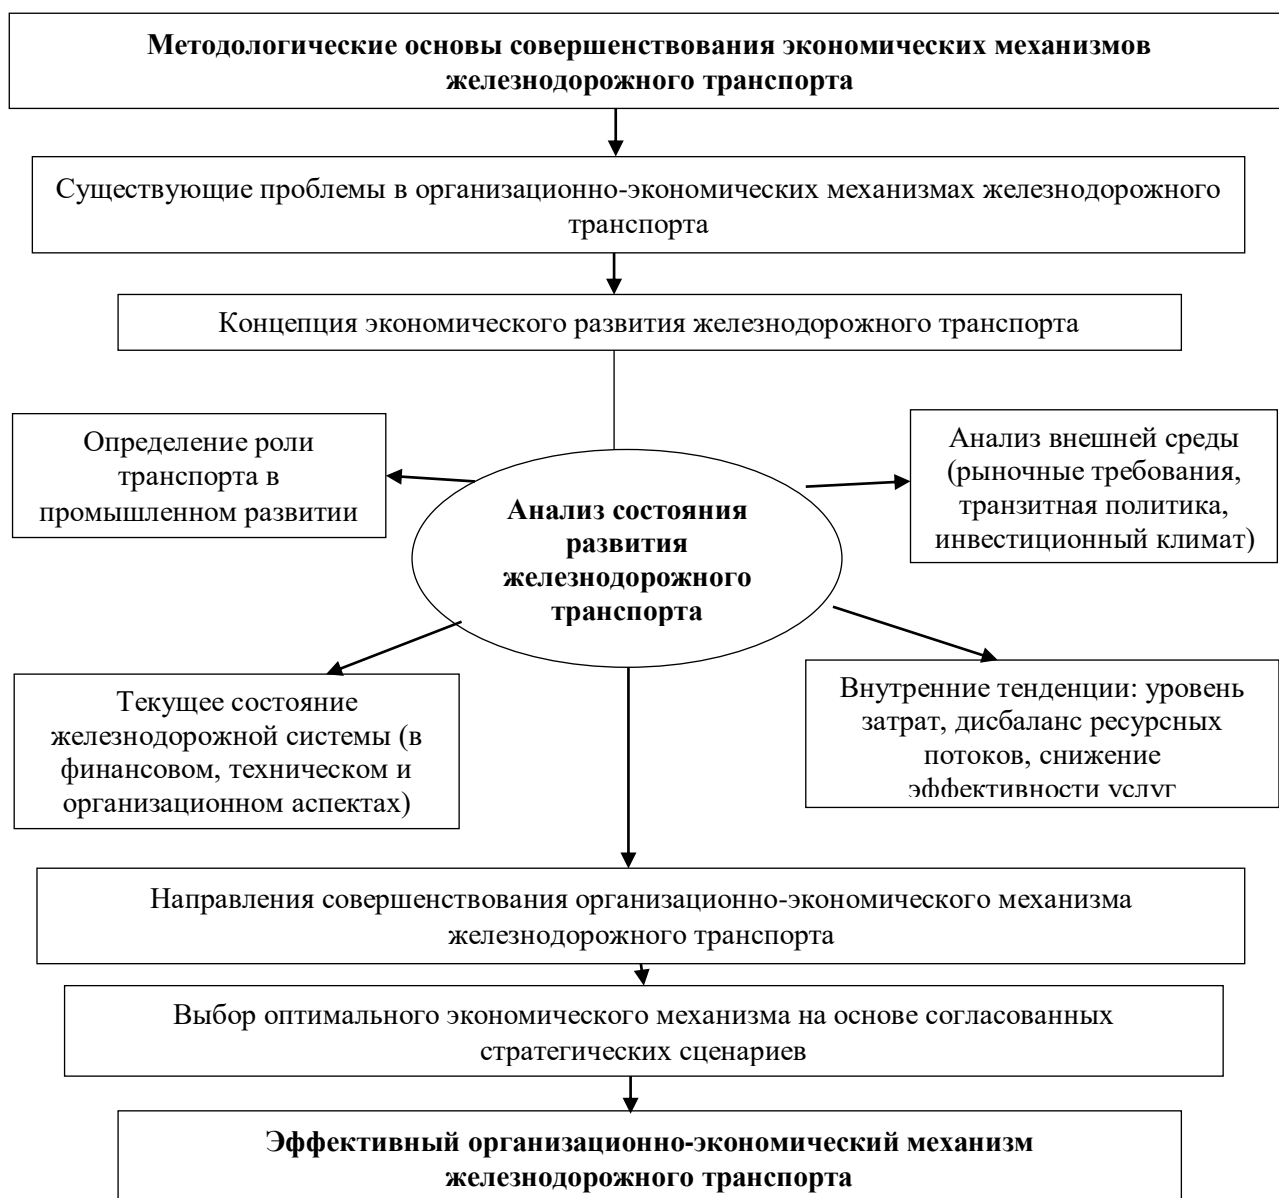 Методологические основы совершенствования экономических механизмов
железнодорожного транспорта
Существующие проблемы в организационно-экономических механизмах железнодорожного
транспорта
Концепция экономического развития железнодорожного транспорта
Определение роли
транспорта в
промышленном развитии
Анализ внешней среды
(рыночные требования,
транзитная политика,
инвестиционный климат)
Анализ состояния
развития
железнодорожного
транспорта
Текущее состояние
железнодорожной системы (в
финансовом, техническом и
организационном аспектах)
Внутренние тенденции: уровень
затрат, дисбаланс ресурсных
потоков, снижение
эффективности услуг
Направления совершенствования организационно-экономического механизма
железнодорожного транспорта
Выбор оптимального экономического механизма на основе согласованных
стратегических сценариев
Эффективный организационно-экономический механизм
железнодорожного транспорта